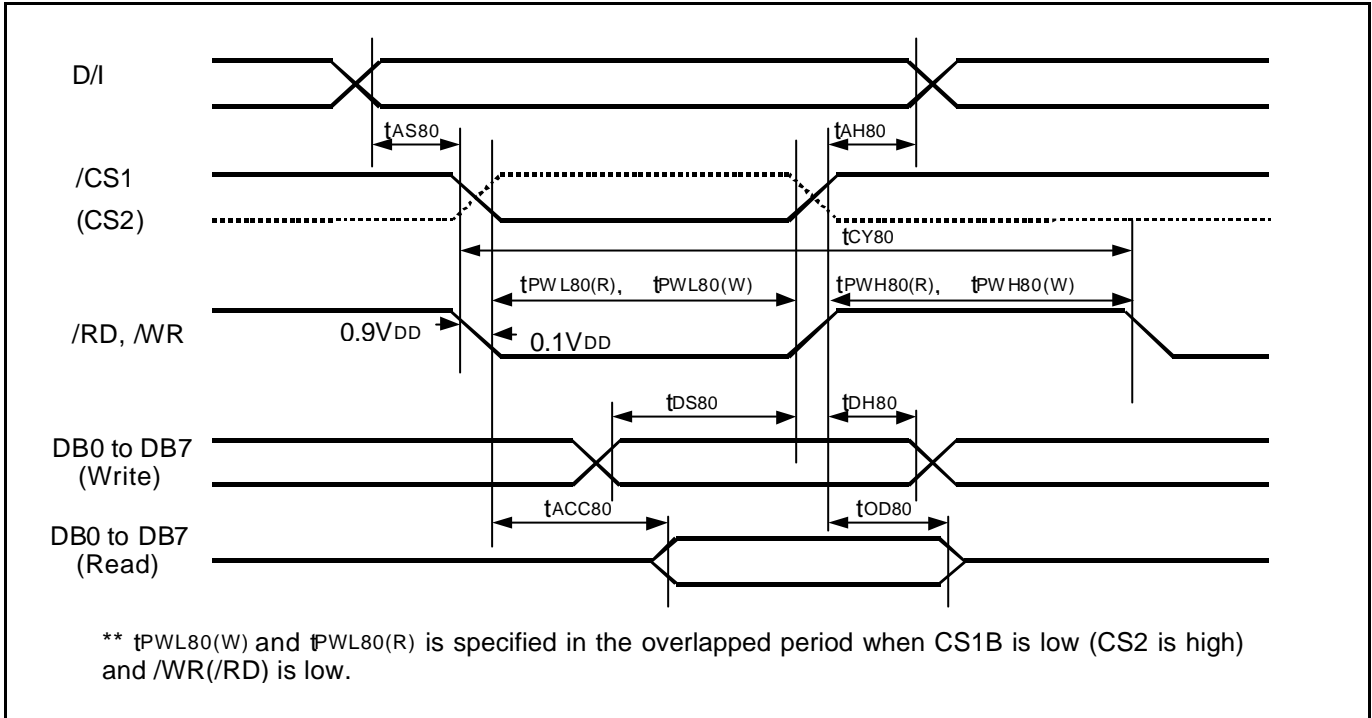 D/I
tAS80
tAH80
/CS1
(CS2)
tCY80
tPWL80(R), tPWL80(W)
tPWH80(R), tPWH80(W)
/RD, /WR
0.9VDD
0.1VDD
tDS80
tDH80
DB0 to DB7
(Write)
tACC80
tOD80
DB0 to DB7
(Read)
** tPWL80(W) and tPWL80(R) is specified in the overlapped period when CS1B is low (CS2 is high)
and /WR(/RD) is low.